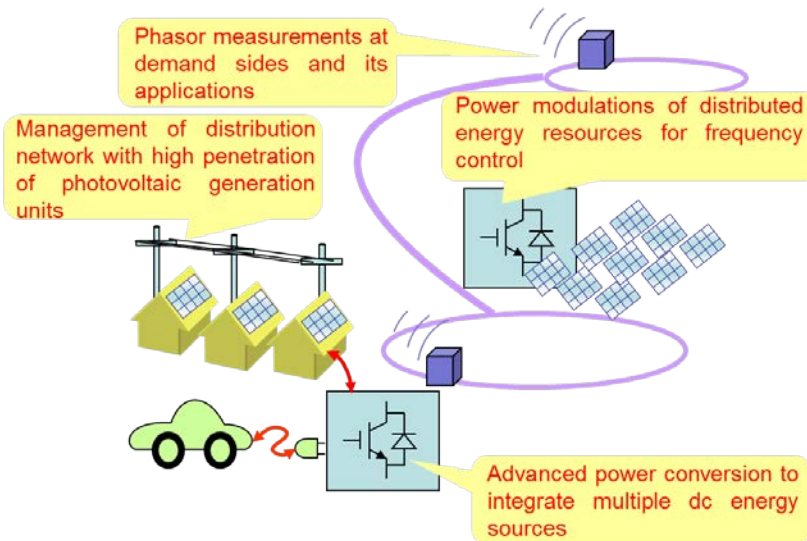 Phasor measurements at
demand sides and its
applications
Management of distribution
network with high penetration
of photovoltaic generation
units
Power modulations of distributed
energy resources for frequency
control
Advanced power conversion to
integrate multiple dc energy
sources